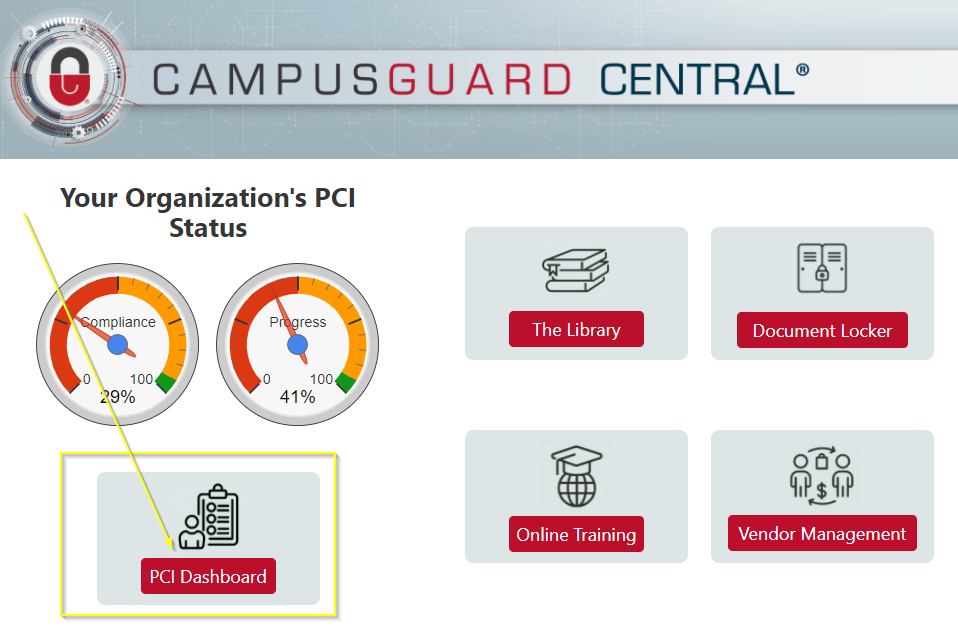 CAMPUSGUARD CENTRAL®
Your Organization's PCI
Status
Compliance
0
100
29%
Progress
0
100
41%
The Library
Document Locker
PCI Dashboard
Online Training
Vendor Management
$